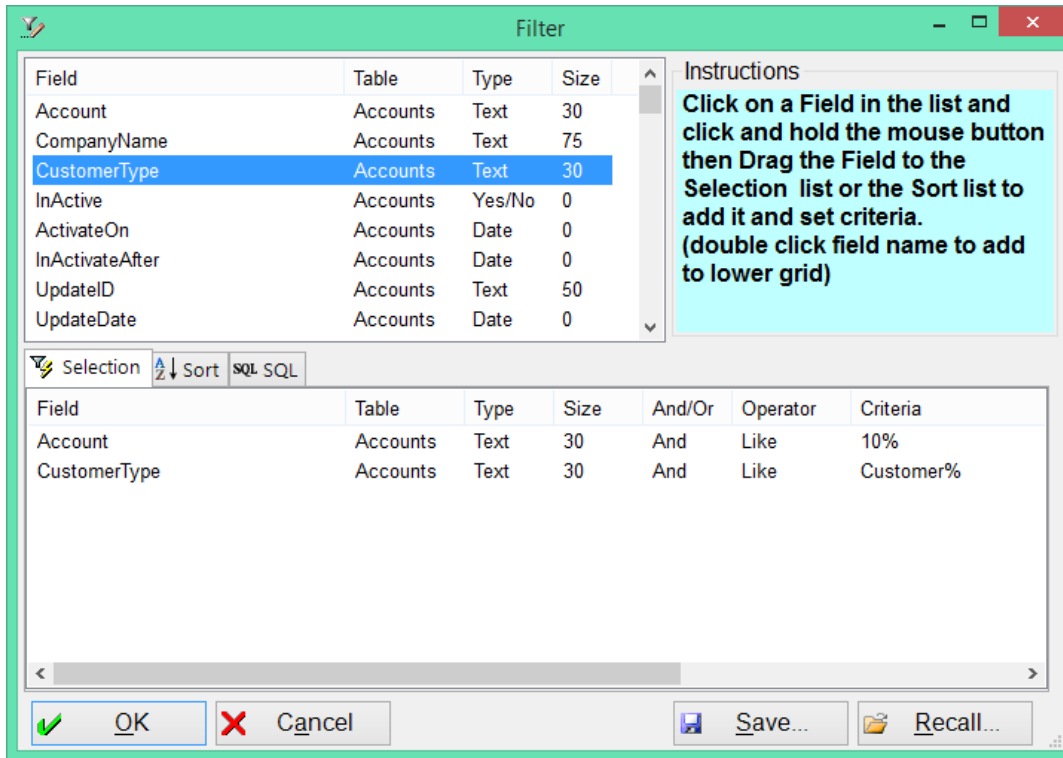 Filter
Field Table Type Size
Account Accounts Text 30
CompanyName Accounts Text 75
CustomerType Accounts Text 30
InActive Accounts Yes/No 0
ActivateOn Accounts Date 0
InActivateAfter Accounts Date 0
UpdateID Accounts Text 50
UpdateDate Accounts Date 0
Instructions
Click on a Field in the list and
click and hold the mouse button
then Drag the Field to the
Selection list or the Sort list to
add it and set criteria.
(double click field name to add
to lower grid)
Selection A Z Sort SQL SQL
Field Table Type Size And/Or Operator Criteria
Account Accounts Text 30 And Like 10%
CustomerType Accounts Text 30 And Like Customer%
OK Cancel Save... Recall...